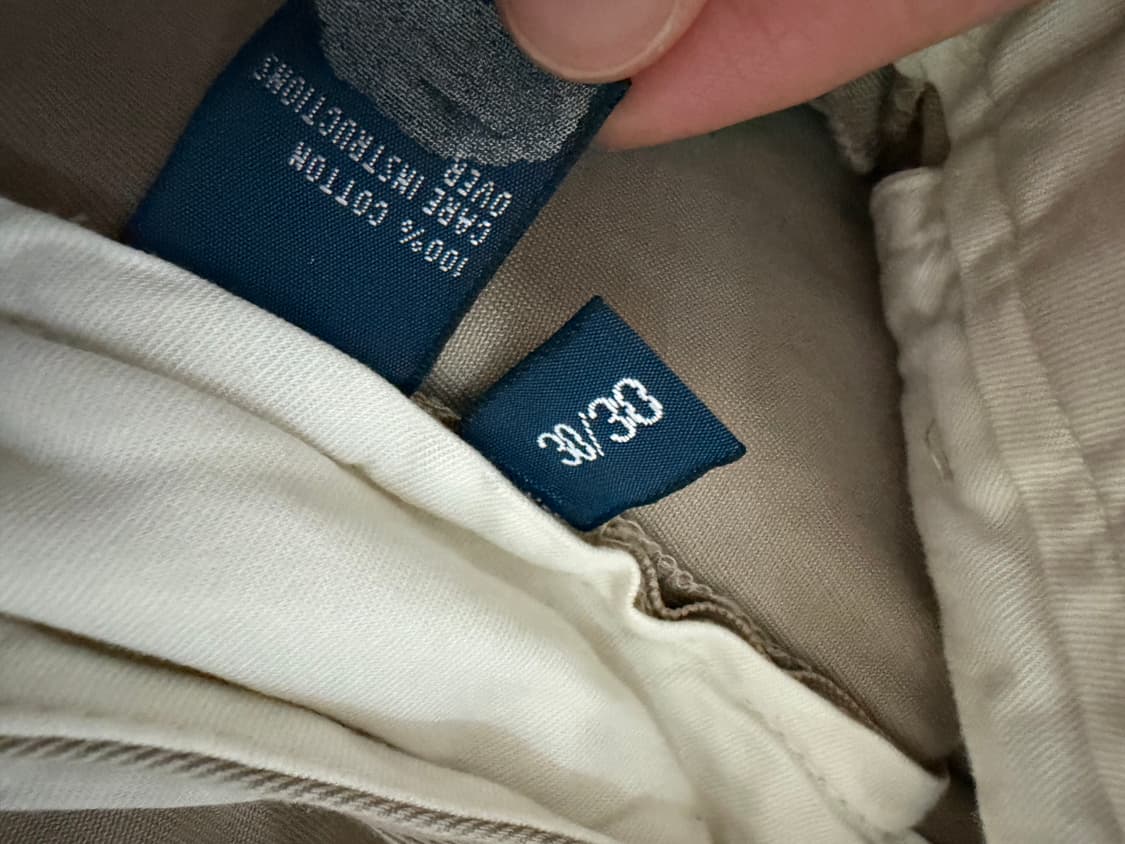 100% COTTON
CARE INSTRUCTIONS
OVER
30/30